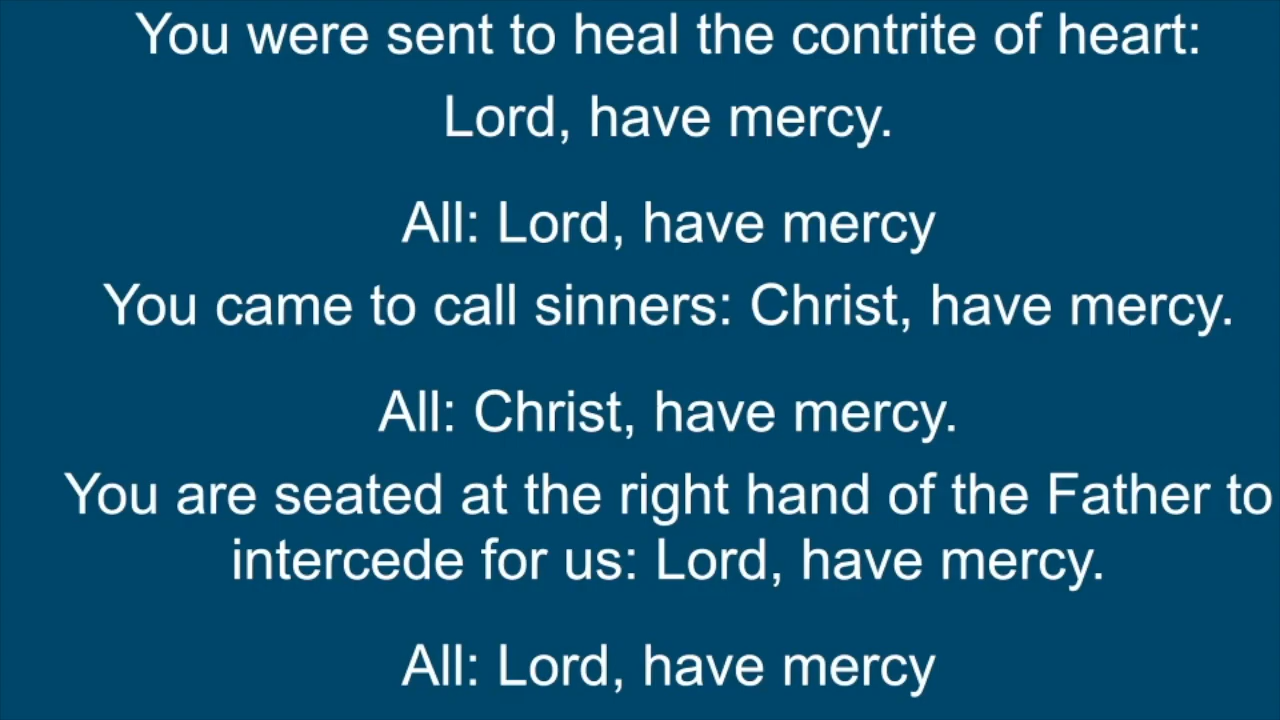 You were sent to heal the contrite of heart:
Lord, have mercy.
All: Lord, have mercy
You came to call sinners: Christ, have mercy.
All: Christ, have mercy.
You are seated at the right hand of the Father to
intercede for us: Lord, have mercy.
All: Lord, have mercy